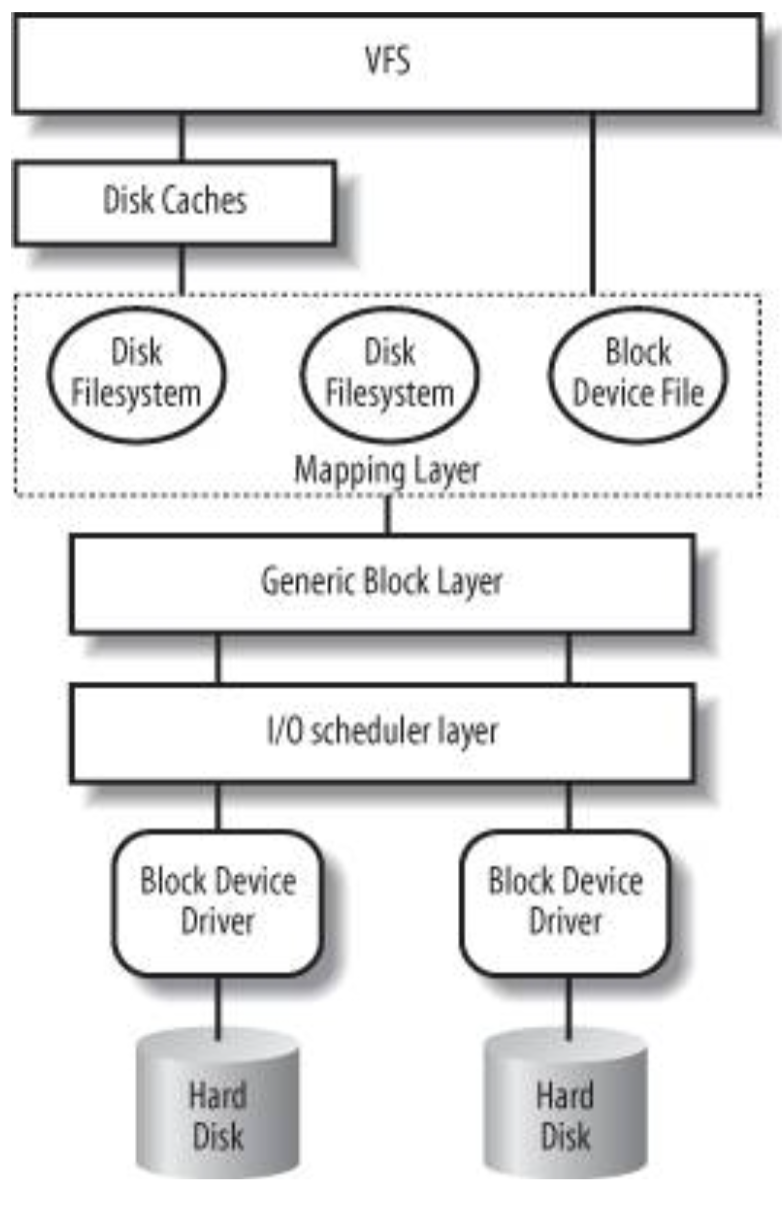 VFS
Disk Caches
Disk
Filesystem
Disk
Filesystem
Block
Device File
Mapping Layer
Generic Block Layer
I/O scheduler layer
Block Device
Driver
Block Device
Driver
Hard
Disk
Hard
Disk